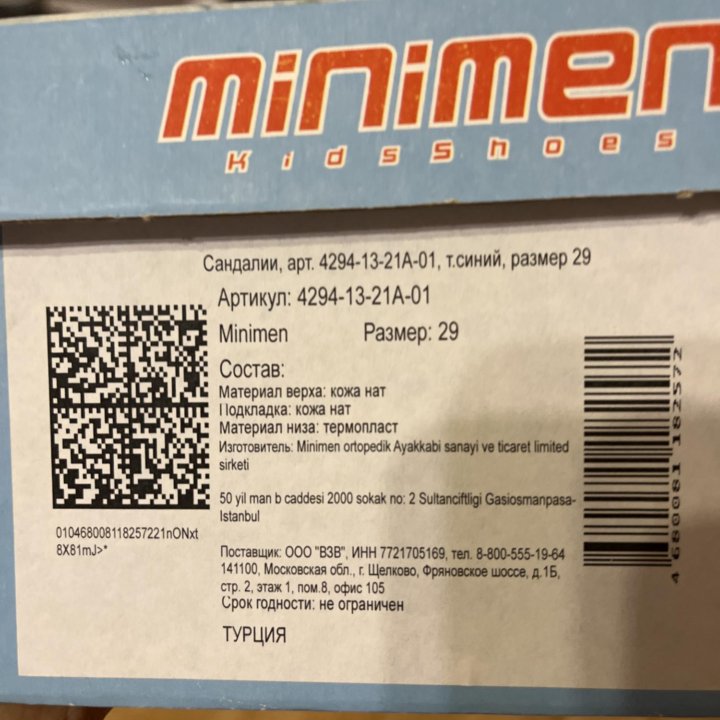 minimen
KidsShoes
Сандалии, арт. 4294-13-21А-01, т.синий, размер 29
Артикул: 4294-13-21А-01
Minimen Размер: 29
Состав:
Материал верха: кожа нат
Подкладка: кожа нат
Материал низа: термопласт
Изготовитель: Minimen ortopedik Ayakkabi sanayi ve ticaret limited
sirketi
50 yil man b caddesi 2000 sokak no: 2 Sultanciftligi Gasiosmanpasa-
Istanbul
Поставщик: ООО "ВЗВ", ИНН 7721705169, тел. 8-800-555-19-64
141100, Московская обл., г. Щелково, Фряновское шоссе, д.1Б,
стр. 2, этаж 1, пом.8, офис 105
Срок годности: не ограничен
ТУРЦИЯ
010468008118257221nONxt
8X81mJ>*
4 680081 182572